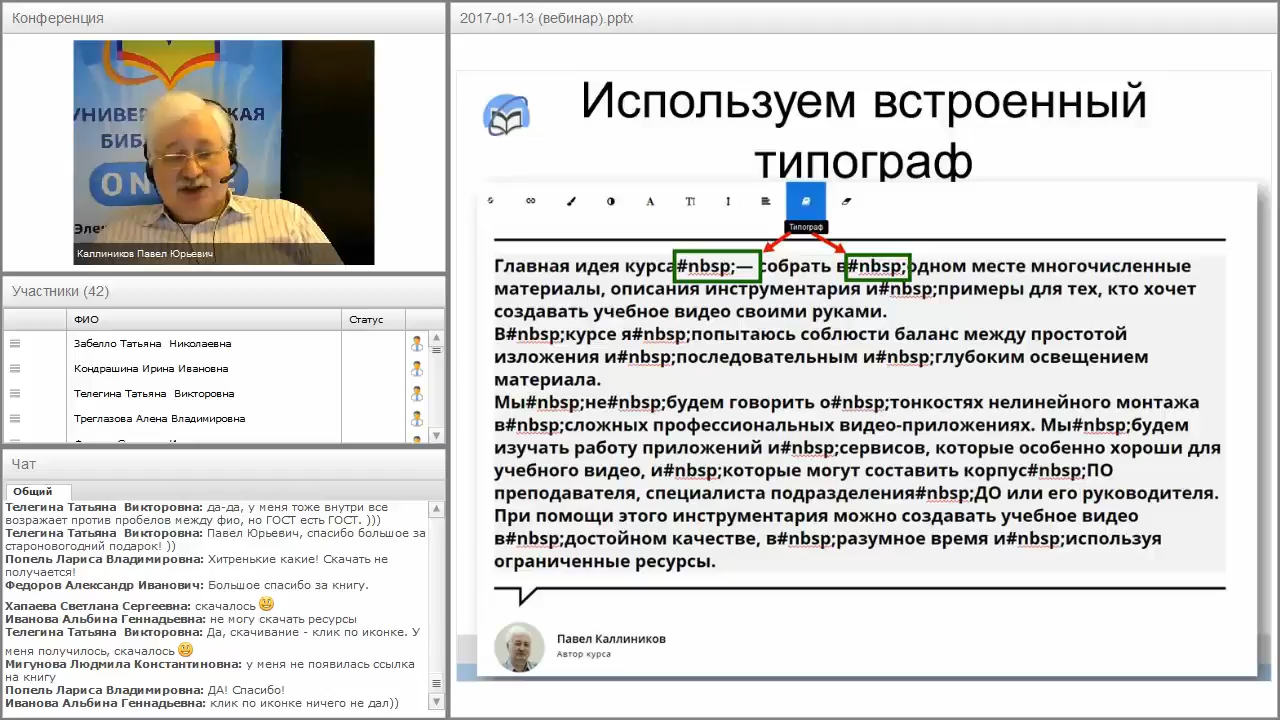 Конференция
УНИВЕР СКАЯ
БИБ
ON E
Эле
Каллиников Павел Юрьевич
Участники (42)
ФИО
Статус
Забелло Татьяна Николаевна
Кондрашина Ирина Ивановна
Телегина Татьяна Викторовна
Треглазова Алена Владимировна
Чат
Общий
Телегина Татьяна Викторовна: да-да, у меня тоже внутри все
возражает против пробелов между фио, но ГОСТ есть ГОСТ. )))
Телегина Татьяна Викторовна: Павел Юрьевич, спасибо большое за
староновогодний подарок! ))
Попель Лариса Владимировна: Хитренькие какие! Скачать не
получается!
Федоров Александр Иванович: Большое спасибо за книгу.
Хапаева Светлана Сергеевна: скачалось
Иванова Альбина Геннадьевна: не могу скачать ресурсы
Телегина Татьяна Викторовна: Да, скачивание - клик по иконке. У
меня получилось, скачалось
Мигунова Людмила Константиновна: у меня не появилась ссылка
на книгу
Попель Лариса Владимировна: ДА! Спасибо!
Иванова Альбина Геннадьевна: клик по иконке ничего не дал))
2017-01-13 (вебинар).pptx
Используем встроенный
типограф
Типограф
Главная идея курса#nbsp;— собрать в#nbsp;одном месте многочисленные
материалы, описания инструментария и#nbsp;примеры для тех, кто хочет
создавать учебное видео своими руками.
В#nbsp;курсе я#nbsp;попытаюсь соблюсти баланс между простотой
изложения и#nbsp;последовательным и#nbsp;глубоким освещением
материала.
Мы#nbsp;не#nbsp;будем говорить о#nbsp;тонкостях нелинейного монтажа
в#nbsp;сложных профессиональных видео-приложениях. Мы#nbsp;будем
изучать работу приложений и#nbsp;сервисов, которые особенно хороши для
учебного видео, и#nbsp;которые могут составить корпус#nbsp;ПО
преподавателя, специалиста подразделения#nbsp;ДО или его руководителя.
При помощи этого инструментария можно создавать учебное видео
в#nbsp;достойном качестве, в#nbsp;разумное время и#nbsp;используя
ограниченные ресурсы.
Павел Каллиников
Автор курса